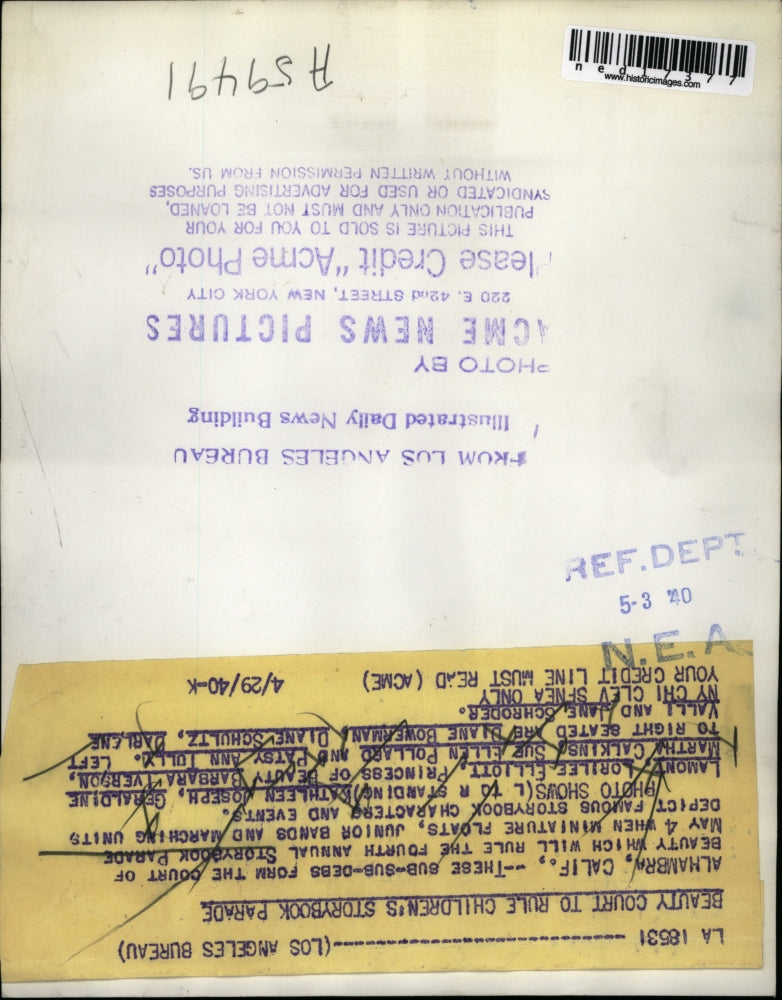 nedj7377
www.historicimages.com
A59491
REF. DEPT
5-3 '40
N.E.A.
LA 18531 (LOS ANGELES BUREAU)
BEAUTY COURT TO RULE CHILDREN'S STORYBOOK PARADE
ALHAMBRA, CALIF., -- THESE SUB-SUB-DEBS FORM THE COURT OF
BEAUTY WHICH WILL RULE THE FOURTH ANNUAL STORYBOOK PARADE
MAY 4 WHEN MINIATURE FLOATS, JUNIOR BANDS AND MARCHING UNITS
DEPICT FAMOUS STORYBOOK CHARACTERS AND EVENTS.
PHOTO SHOWS (L TO R STANDING) KATHLEEN JOSEPH, GERALDINE
LAMONT, LORILEE ELLIOTT, PRINCESS OF BEAUTY BARBARA IVERSON,
MARTHA CALKINS, SUE ELLEN POLLARD AND PATSY ANN TULLY. LEFT
TO RIGHT SEATED ARE DIANE BOWERMAN, DIANE SCHULTZ, DARLENE
VALLI AND JANE SCHRODER.
NY CHI CLEV SFNEA ONLY
YOUR CREDIT LINE MUST READ (ACME) 4/29/40-K
FROM LOS ANGELES BUREAU
Illustrated Daily News Building
PHOTO BY
ACME NEWS PICTURES
220 E. 42nd STREET, NEW YORK CITY
Please Credit "Acme Photo"
THIS PICTURE IS SOLD TO YOU FOR YOUR
PUBLICATION ONLY AND MUST NOT BE LOANED,
SYNDICATED OR USED FOR ADVERTISING PURPOSES
WITHOUT WRITTEN PERMISSION FROM US.